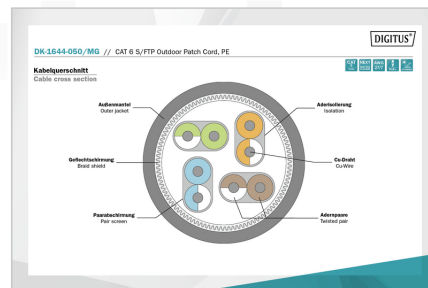 DIGITUS®
DK-1644-050/MG // CAT 6 S/FTP Outdoor Patch Cord, PE
Kabelquerschnitt
Cable cross section
Außenmantel
Outer jacket
Aderisolierung
Isolation
Geflechtschirmung
Braid shield
Cu-Draht
Cu-Wire
Paarabschirmung
Pair screen
Adernpaare
Twisted pair